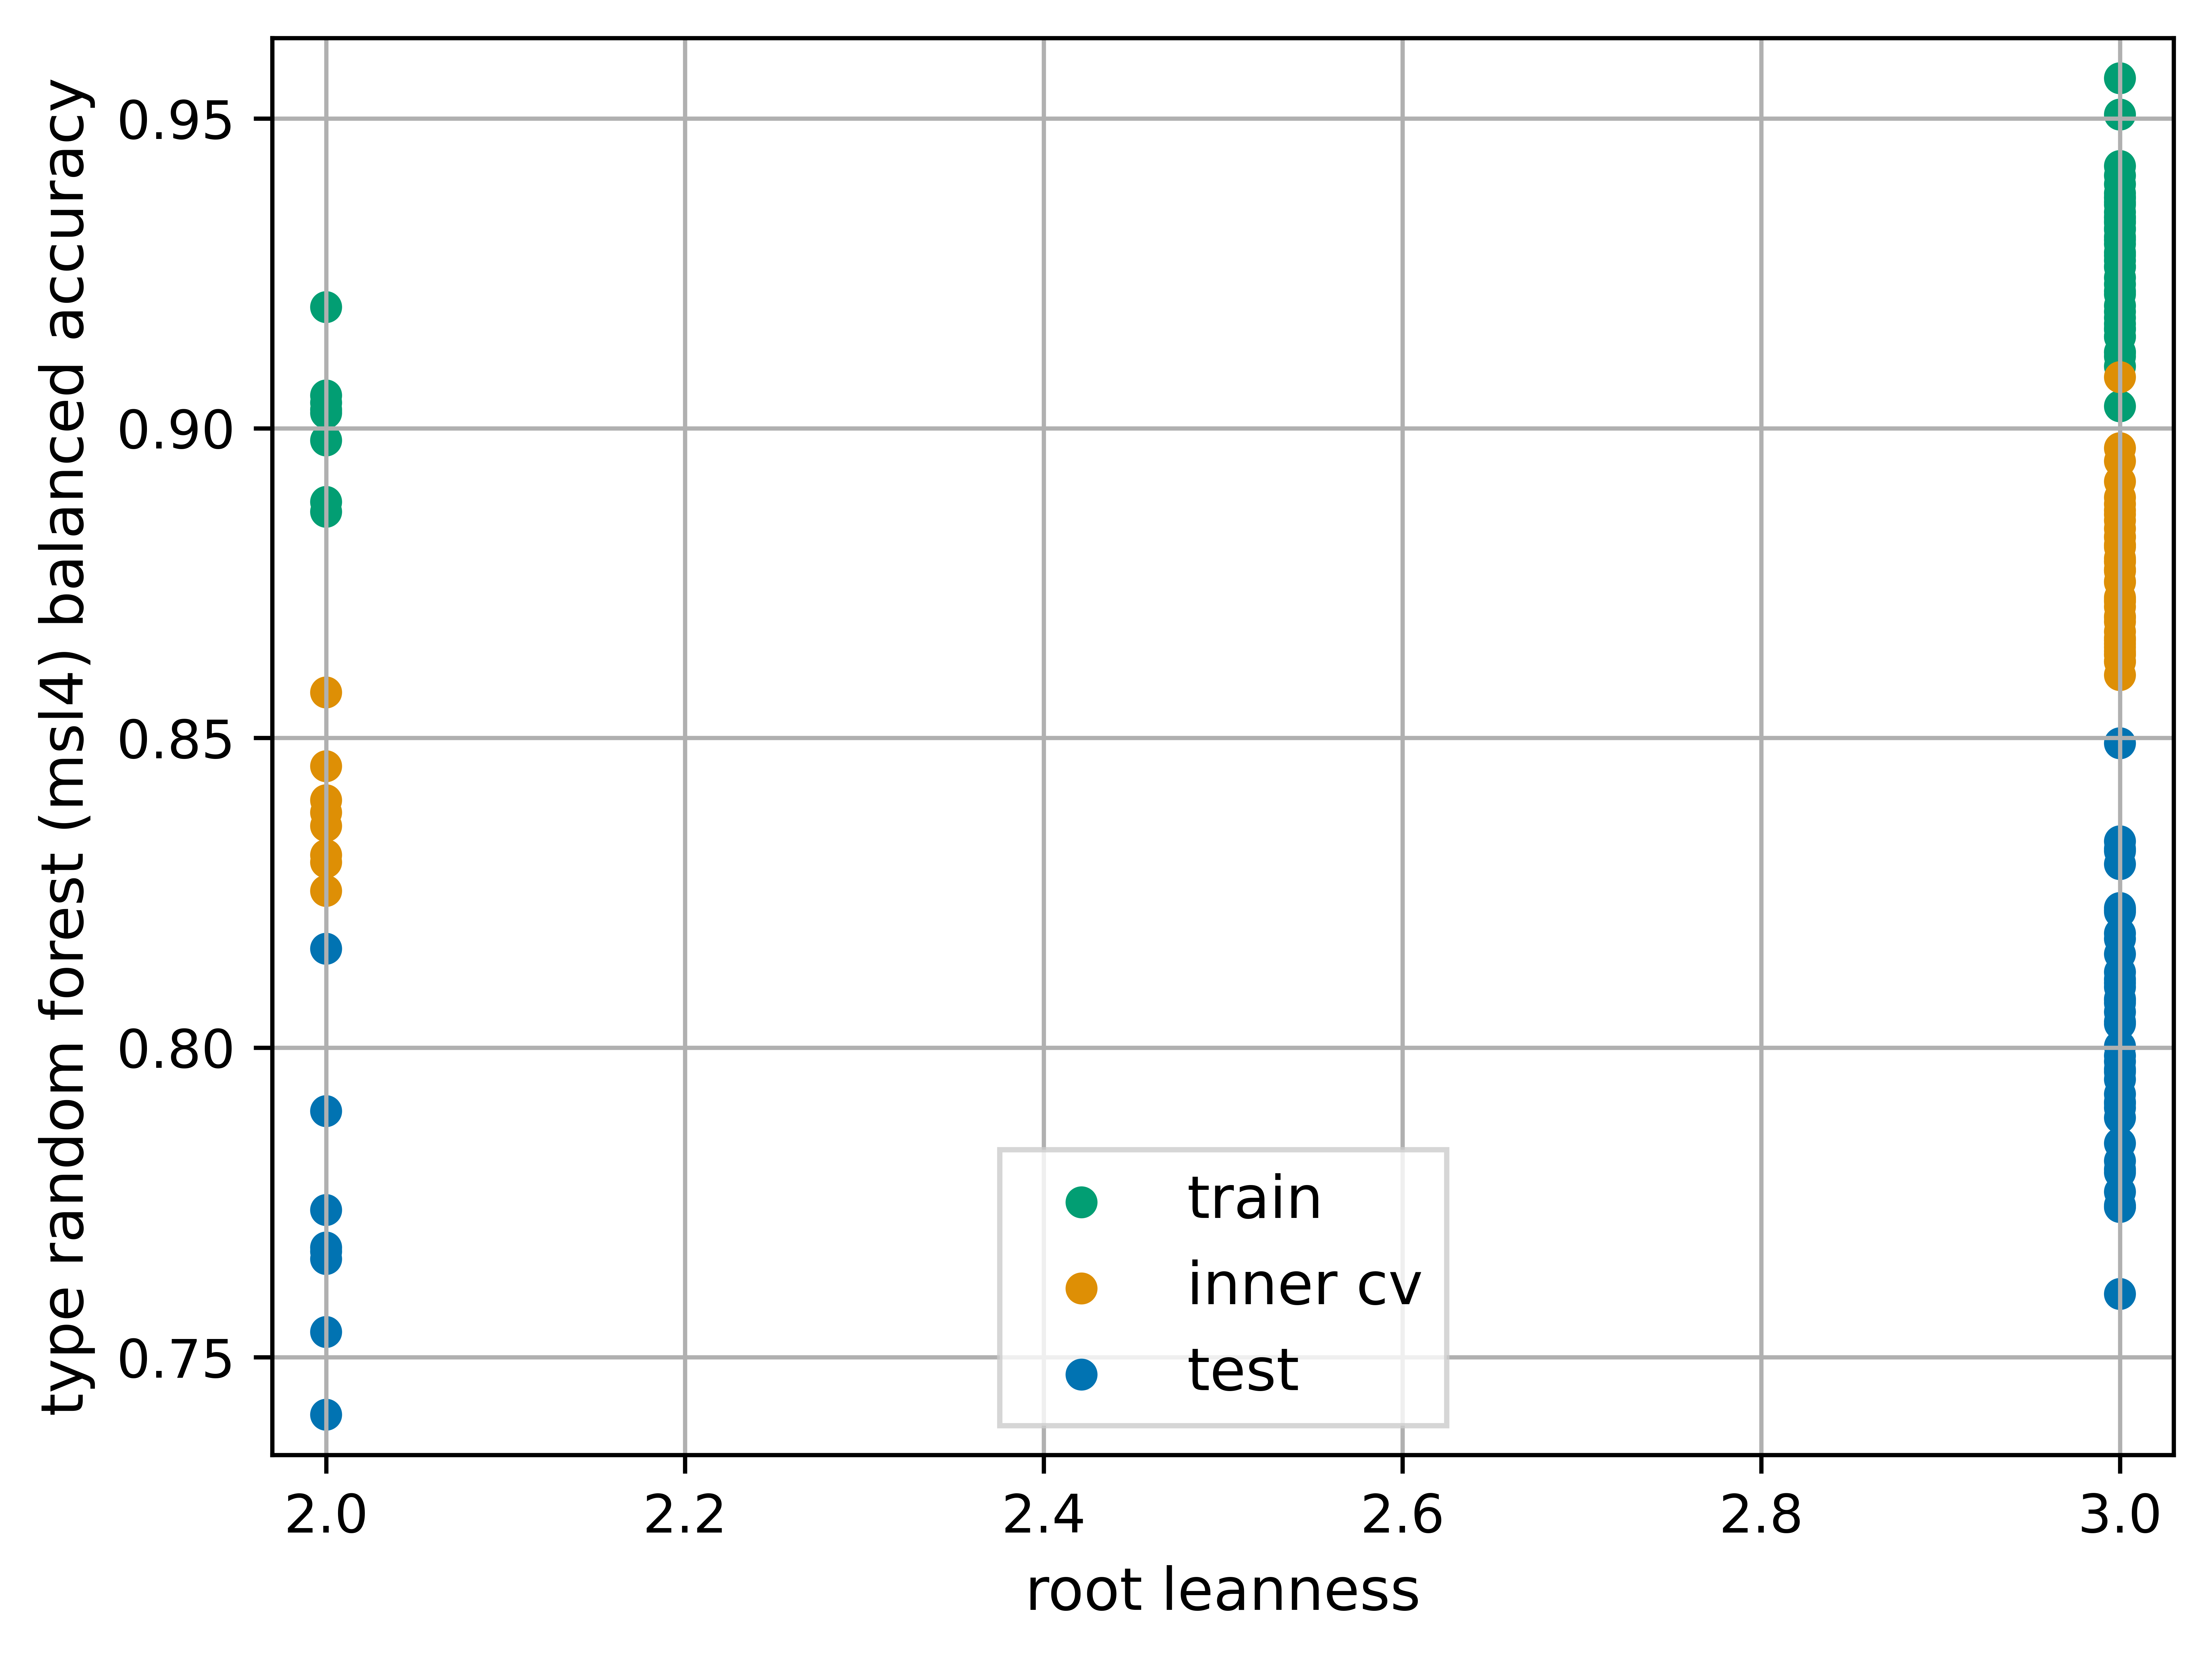 type random forest (msl4) balanced accuracy
0.95
0.90
0.85
0.80
0.75
train
inner cv
test
2.0 2.2 2.4 2.6 2.8 3.0
root leanness